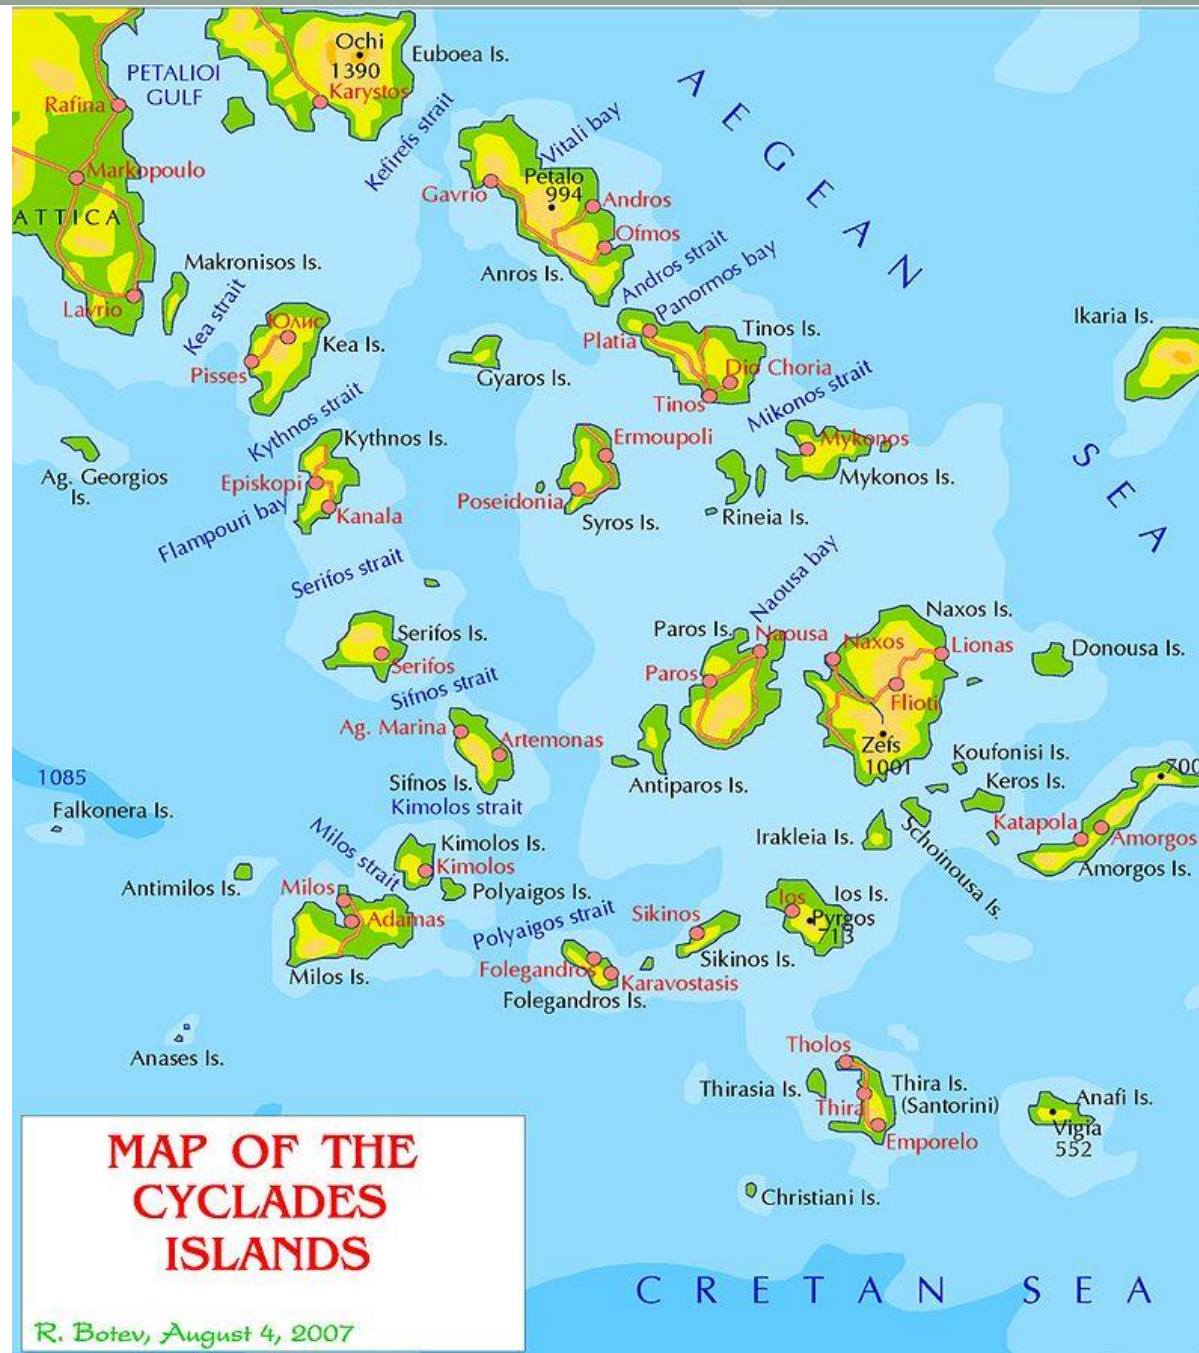 Ochi
1390
Euboea Is.
PETALIOI
GULF
Karystos
Rafina
Kefirefs strait
Vitali bay
AEGEAN
SEA
Markopoulo
Petalo
994
Gavrio
Andros
ATTICA
Ofmos
Makronisos Is.
Anros Is.
Andros strait
Panormos bay
Lavrio
Kea strait
Юлис
Kea Is.
Pisses
Platia
Tinos Is.
Ikaria Is.
Gyaros Is.
Dio Choria
Tinos
Mikonos strait
Kythnos strait
Kythnos Is.
Ermoupoli
Mykonos
Ag. Georgios
Is.
Episkopi
Kanala
Flampouri bay
Poseidonia
Syros Is.
Rineia Is.
Mykonos Is.
Serifos strait
Naousa bay
Serifos Is.
Serifos
Paros Is.
Naousa
Naxos Is.
Naxos
Lionas
Donousa Is.
Sifnos strait
Paros
Flioti
Ag. Marina
Artemonas
Zefs
1001
Koufonisi Is.
Keros Is.
700
1085
Sifnos Is.
Antiparos Is.
Kimolos strait
Falkonera Is.
Milos strait
Kimolos Is.
Kimolos
Irakleia Is.
Schoinousa Is.
Katapola
Amorgos
Amorgos Is.
Antimilos Is.
Milos
Polyaigos Is.
Adamas
Polyaigos strait
Sikinos
Ios
Ios Is.
Pyrgos
713
Milos Is.
Folegandros
Karavostasis
Sikinos Is.
Folegandros Is.
Anases Is.
Tholos
Thirasia Is.
Thira
Thira Is.
(Santorini)
Emporelo
Anafi Is.
Vigia
552
Christiani Is.
MAP OF THE
CYCLADES
ISLANDS
R. Botev, August 4, 2007
CRETAN SEA